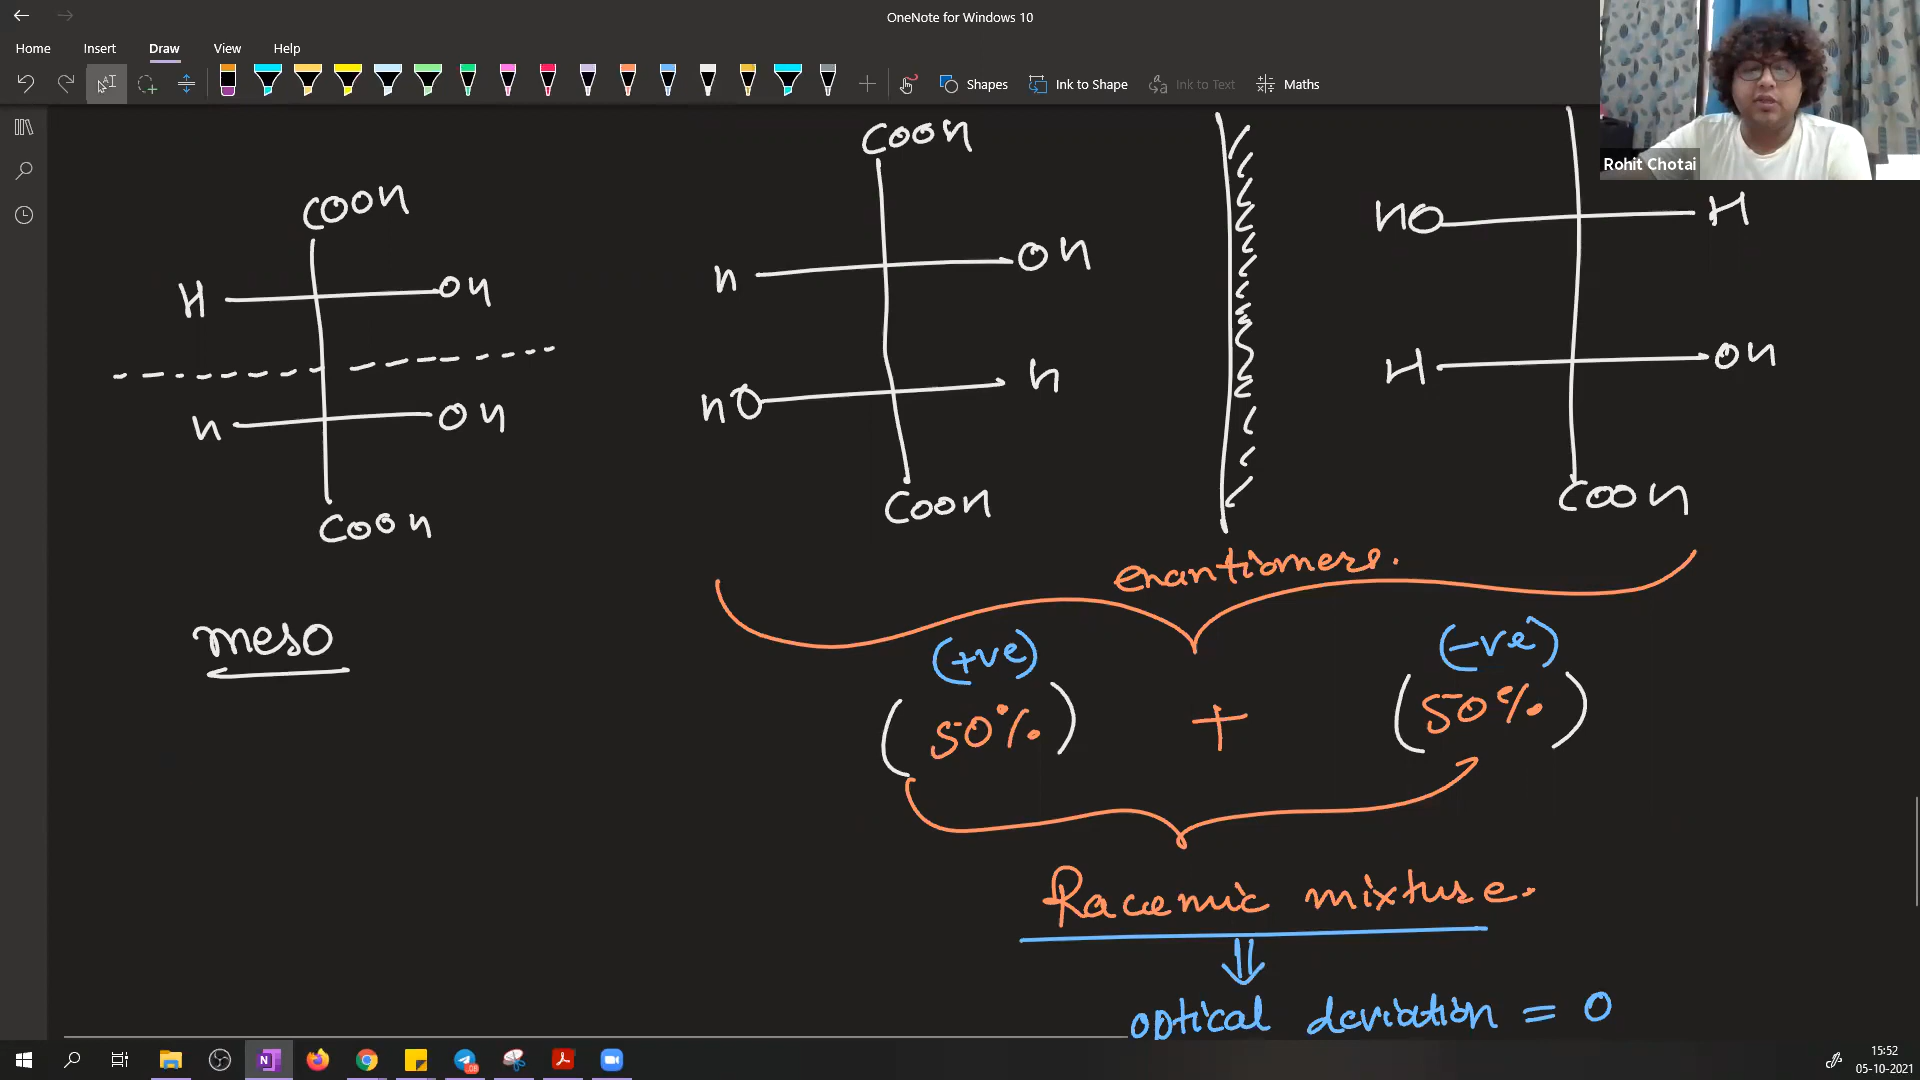 OneNote for Windows 10
Home Insert Draw View Help
Shapes Ink to Shape Ink to Text Maths
Rohit Chotai
COOH
H OH
H OH
COOH
meso
COOH
H OH
HO H
COOH
HO H
H OH
COOH
enantiomers.
(+ve) (-ve)
(50%) + (50%)
Racemic mixture.
⇓
optical deviation = 0
15:52
05-10-2021